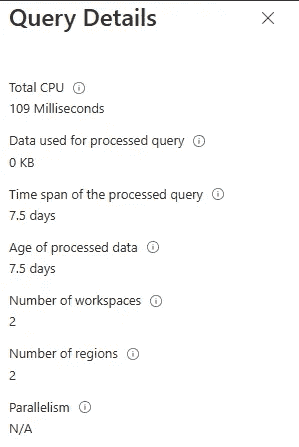 Query Details
Total CPU
109 Milliseconds
Data used for processed query
0 KB
Time span of the processed query
7.5 days
Age of processed data
7.5 days
Number of workspaces
2
Number of regions
2
Parallelism
N/A